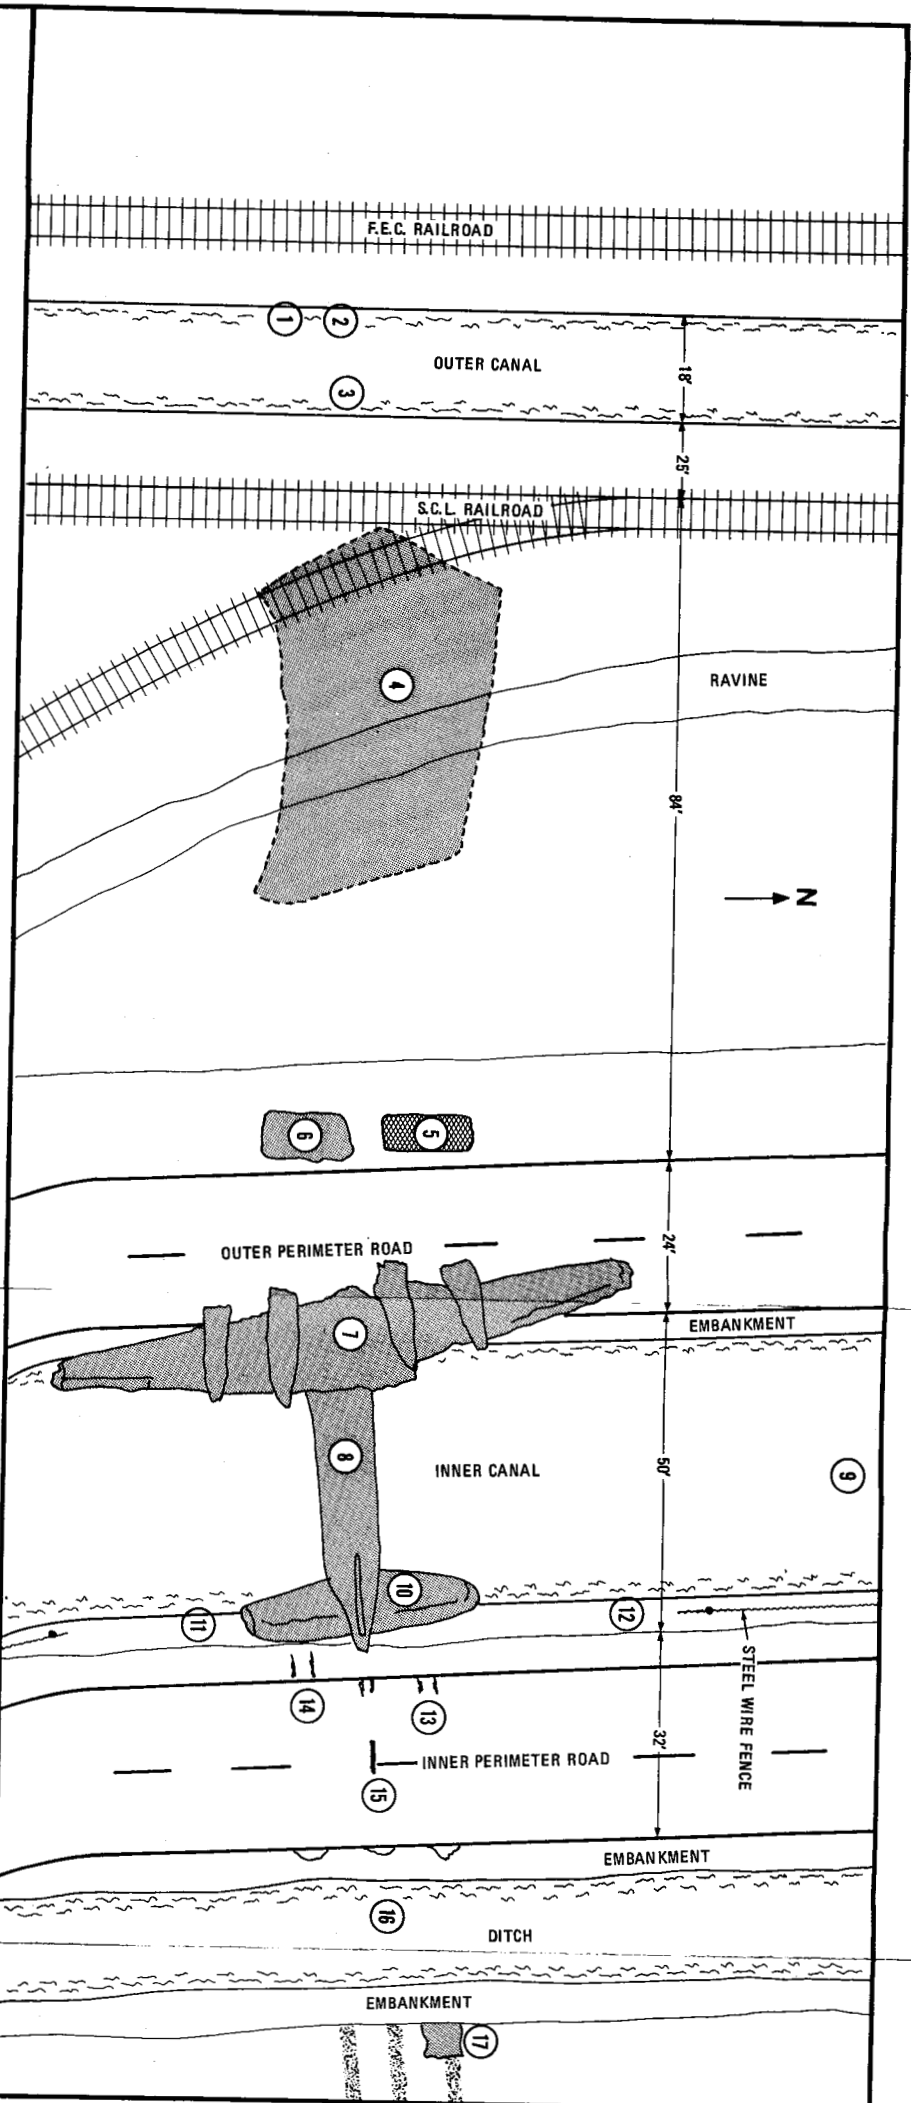 F.E.C. RAILROAD
1
2
OUTER CANAL
18'
3
25'
S.C.L. RAILROAD
4
RAVINE
84'
N
6
5
OUTER PERIMETER ROAD
24'
7
EMBANKMENT
8
INNER CANAL
50'
9
10
11
12
STEEL WIRE FENCE
14
13
32'
INNER PERIMETER ROAD
15
EMBANKMENT
16
DITCH
EMBANKMENT
17